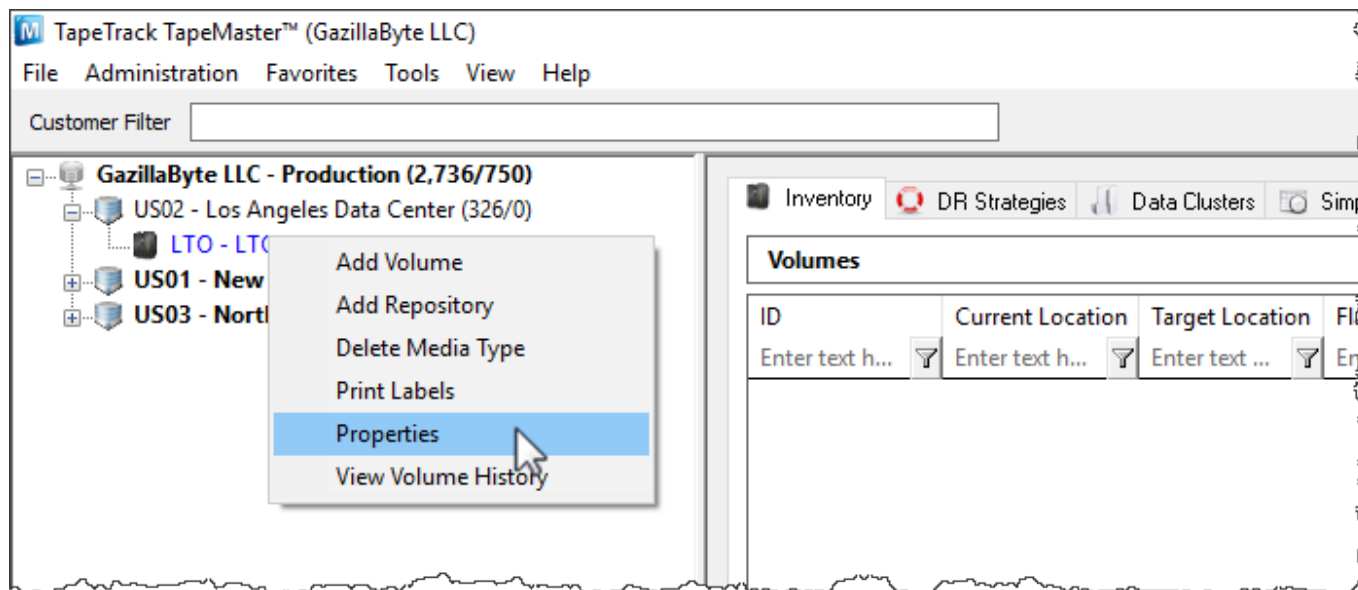 TapeTrack TapeMaster™ (GazillaByte LLC)
File Administration Favorites Tools View Help
Customer Filter
GazillaByte LLC - Production (2,736/750)
US02 - Los Angeles Data Center (326/0)
LTO - LTO
US01 - New
US03 - North
Add Volume
Add Repository
Delete Media Type
Print Labels
Properties
View Volume History
Inventory DR Strategies Data Clusters
Volumes
ID Current Location Target Location
Enter text h... Enter text h... Enter text ...